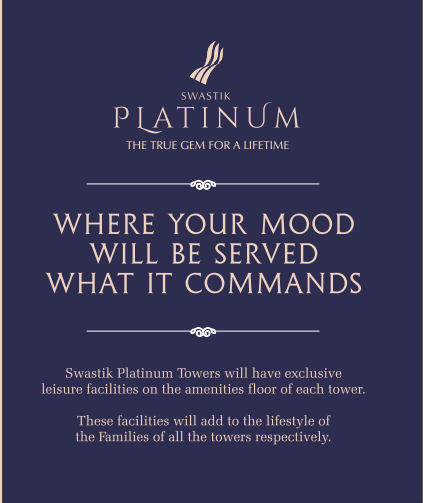 SWASTIK
PLATINUM
THE TRUE GEM FOR A LIFETIME
WHERE YOUR MOOD
WILL BE SERVED
WHAT IT COMMANDS
Swastik Platinum Towers will have exclusive
leisure facilities on the amenities floor of each tower.
These facilities will add to the lifestyle of
the Families of all the towers respectively.